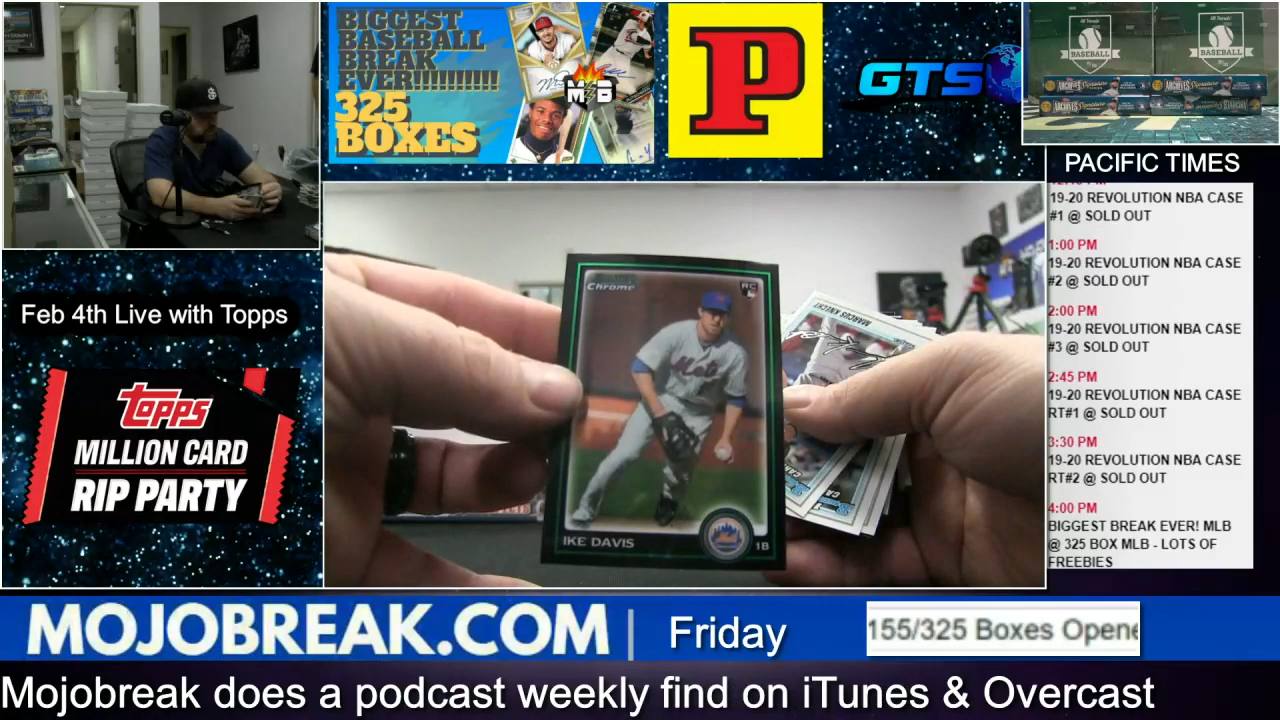 BIGGEST
BASEBALL
BREAK
EVER!!!!!!!!!!!
325
BOXES
M B
P
GTS
BASEBALL
BASEBALL
PACIFIC TIMES
19-20 REVOLUTION NBA CASE
#1 @ SOLD OUT
1:00 PM
19-20 REVOLUTION NBA CASE
#2 @ SOLD OUT
2:00 PM
19-20 REVOLUTION NBA CASE
#3 @ SOLD OUT
2:45 PM
19-20 REVOLUTION NBA CASE
RT#1 @ SOLD OUT
3:30 PM
19-20 REVOLUTION NBA CASE
RT#2 @ SOLD OUT
4:00 PM
BIGGEST BREAK EVER! MLB
@ 325 BOX MLB - LOTS OF
FREEBIES
Feb 4th Live with Topps
topps
MILLION CARD
RIP PARTY
Chrome
RC
Mets
IKE DAVIS
1B
MARCUS KNECHT
MOJOBREAK.COM
Friday
155/325 Boxes Opene
Mojobreak does a podcast weekly find on iTunes & Overcast